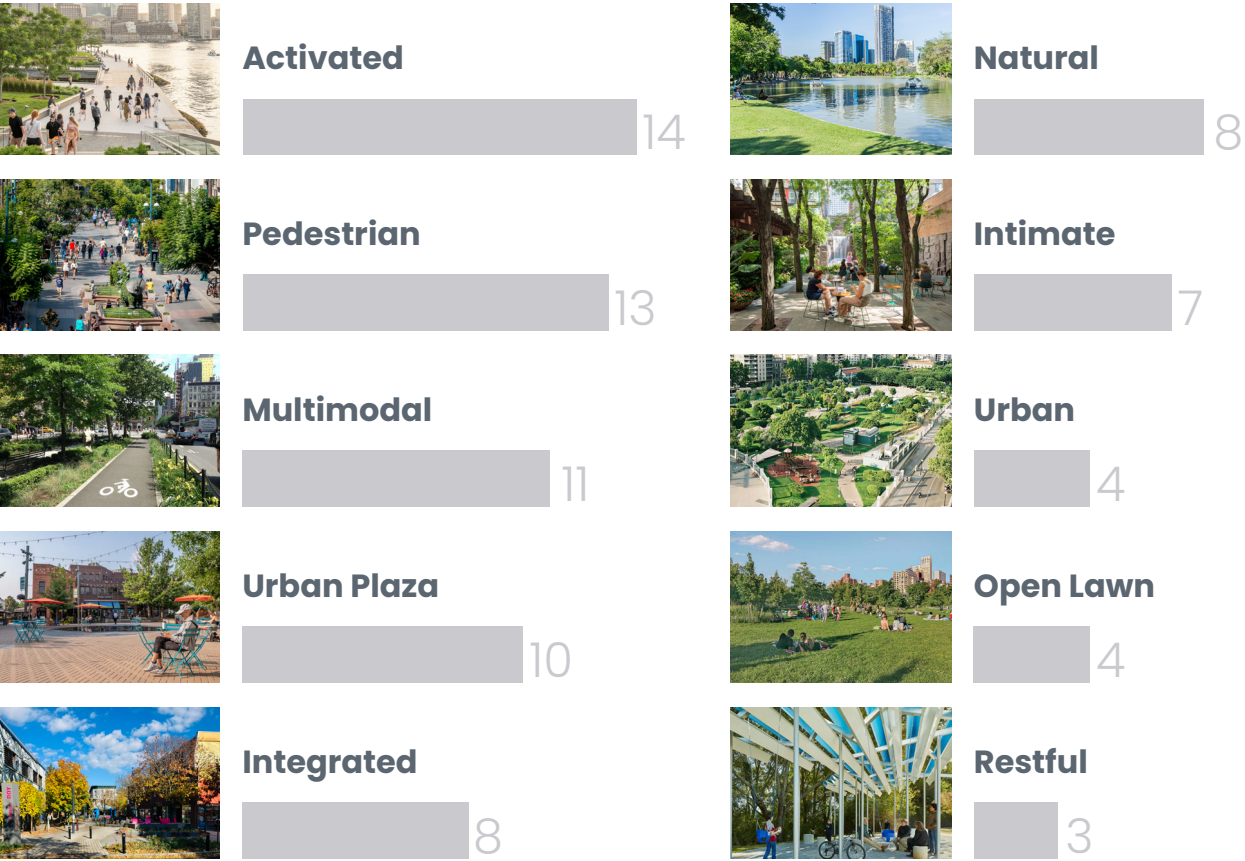 Activated
14
Pedestrian
13
Multimodal
11
Urban Plaza
10
Integrated
8
Natural
8
Intimate
7
Urban
4
Open Lawn
4
Restful
3